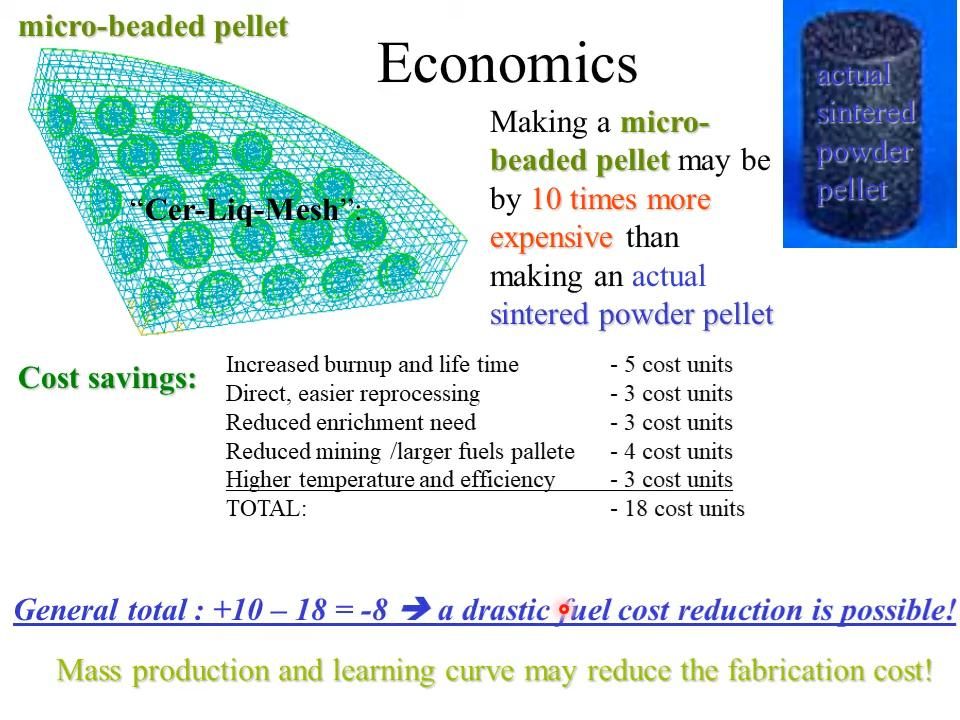 micro-beaded pellet
Economics
actual
sintered
powder
pellet
Making a micro-
beaded pellet may be
by 10 times more
expensive than
making an actual
sintered powder pellet
“Cer-Liq-Mesh”:
Cost savings:
Increased burnup and life time - 5 cost units
Direct, easier reprocessing - 3 cost units
Reduced enrichment need - 3 cost units
Reduced mining /larger fuels pallete - 4 cost units
Higher temperature and efficiency - 3 cost units
TOTAL: - 18 cost units
General total : +10 – 18 = -8 ➔ a drastic fuel cost reduction is possible!
Mass production and learning curve may reduce the fabrication cost!